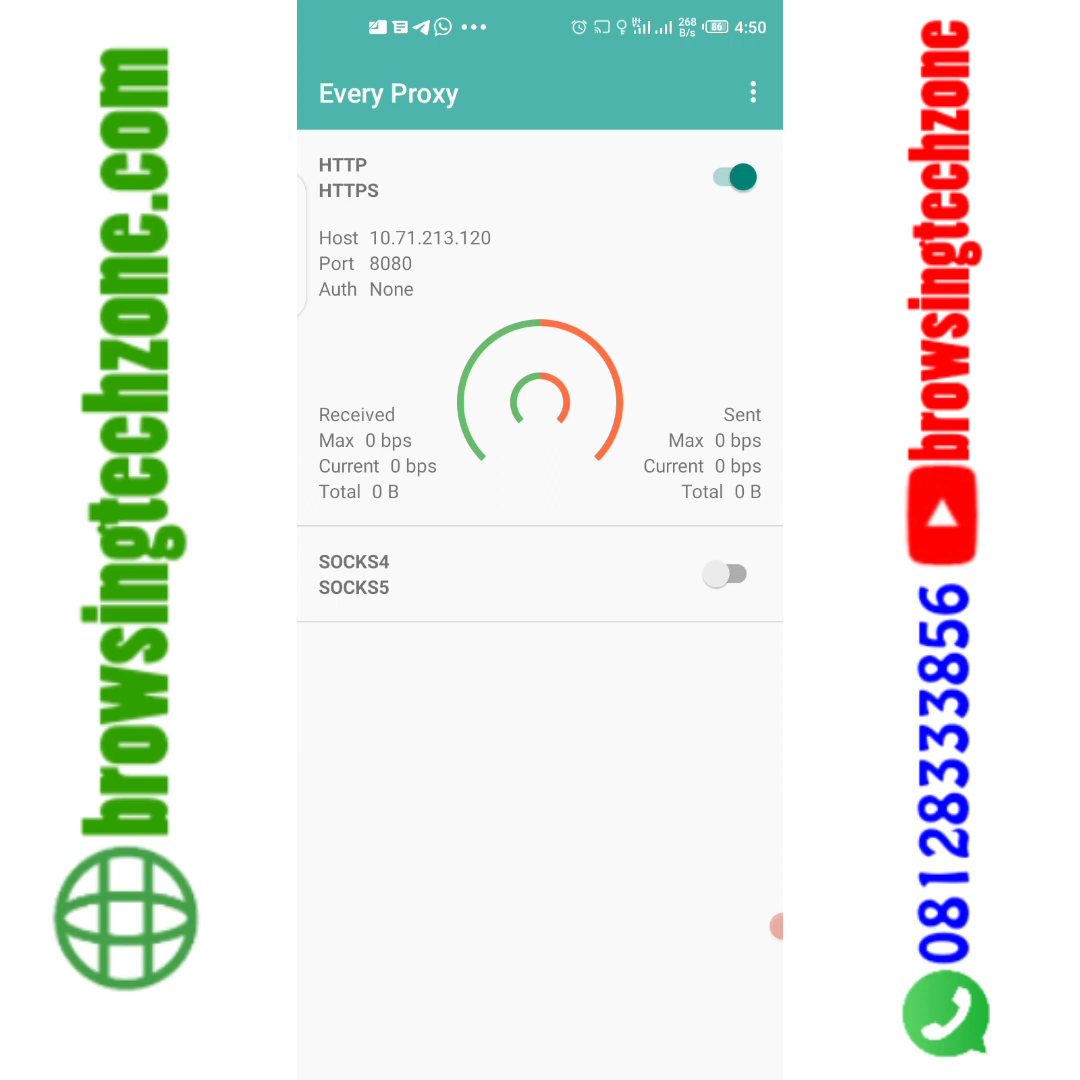 browsingtechzone.com
268
B/s
86
4:50
Every Proxy
HTTP
HTTPS
Host 10.71.213.120
Port 8080
Auth None
Received
Max 0 bps
Current 0 bps
Total 0 B
Sent
Max 0 bps
Current 0 bps
Total 0 B
SOCKS4
SOCKS5
browsingtechzone
08128333856